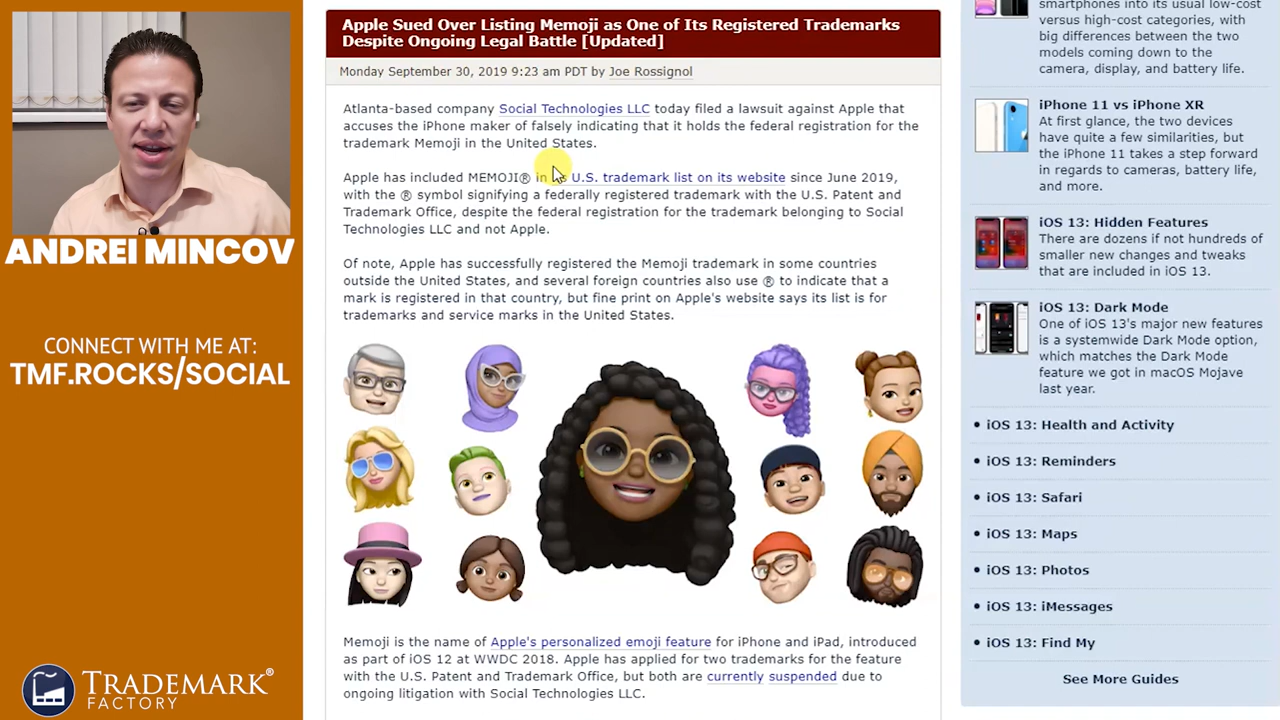 ANDREI MINCOV
CONNECT WITH ME AT:
TMF.ROCKS/SOCIAL
TRADEMARK®
FACTORY
Apple Sued Over Listing Memoji as One of Its Registered Trademarks
Despite Ongoing Legal Battle [Updated]
Monday September 30, 2019 9:23 am PDT by Joe Rossignol
Atlanta-based company Social Technologies LLC today filed a lawsuit against Apple that
accuses the iPhone maker of falsely indicating that it holds the federal registration for the
trademark Memoji in the United States.
Apple has included MEMOJI® in U.S. trademark list on its website since June 2019,
with the ® symbol signifying a federally registered trademark with the U.S. Patent and
Trademark Office, despite the federal registration for the trademark belonging to Social
Technologies LLC and not Apple.
Of note, Apple has successfully registered the Memoji trademark in some countries
outside the United States, and several foreign countries also use ® to indicate that a
mark is registered in that country, but fine print on Apple's website says its list is for
trademarks and service marks in the United States.
Memoji is the name of Apple's personalized emoji feature for iPhone and iPad, introduced
as part of iOS 12 at WWDC 2018. Apple has applied for two trademarks for the feature
with the U.S. Patent and Trademark Office, but both are currently suspended due to
ongoing litigation with Social Technologies LLC.
smartphones into its usual low-cost
versus high-cost categories, with
big differences between the two
models coming down to the
camera, display, and battery life.
iPhone 11 vs iPhone XR
At first glance, the two devices
have quite a few similarities, but
the iPhone 11 takes a step forward
in regards to cameras, battery life,
and more.
iOS 13: Hidden Features
There are dozens if not hundreds of
smaller new changes and tweaks
that are included in iOS 13.
iOS 13: Dark Mode
One of iOS 13's major new features
is a systemwide Dark Mode option,
which matches the Dark Mode
feature we got in macOS Mojave
last year.
• iOS 13: Health and Activity
• iOS 13: Reminders
• iOS 13: Safari
• iOS 13: Maps
• iOS 13: Photos
• iOS 13: iMessages
• iOS 13: Find My
See More Guides